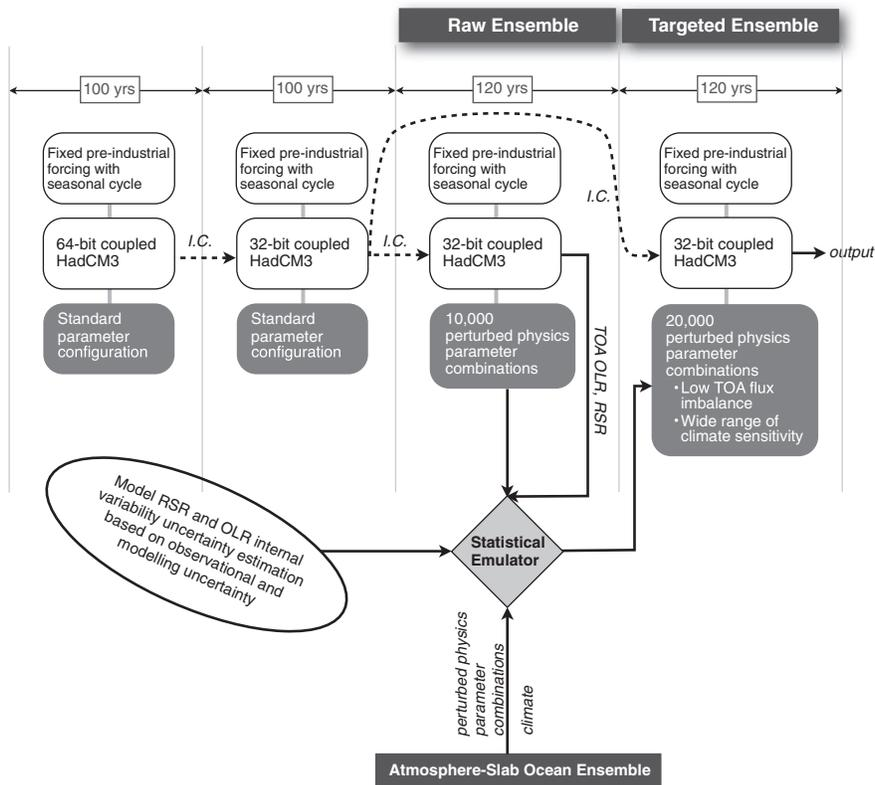 Raw Ensemble
Targeted Ensemble
100 yrs
100 yrs
120 yrs
120 yrs
Fixed pre-industrial
forcing with
seasonal cycle
Fixed pre-industrial
forcing with
seasonal cycle
Fixed pre-industrial
forcing with
seasonal cycle
Fixed pre-industrial
forcing with
seasonal cycle
64-bit coupled
HadCM3
I.C.
32-bit coupled
HadCM3
I.C.
32-bit coupled
HadCM3
I.C.
32-bit coupled
HadCM3
output
Standard
parameter
configuration
Standard
parameter
configuration
10,000
perturbed physics
parameter
combinations
TOA OLR, RSR
20,000
perturbed physics
parameter
combinations
•Low TOA flux
imbalance
•Wide range of
climate sensitivity
Model RSR and OLR internal
variability uncertainty estimation
based on observational and
modelling uncertainty
Statistical
Emulator
perturbed physics
parameter
combinations
climate
Atmosphere-Slab Ocean Ensemble